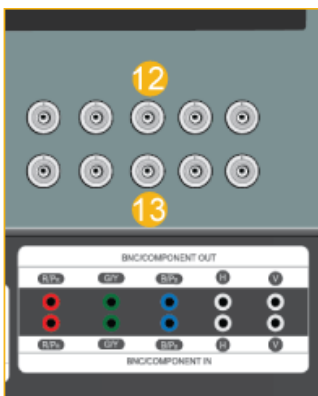 12
13
BNC/COMPONENT OUT
R/PR G/Y B/PB H V
R/PR G/Y B/PB H V
BNC/COMPONENT IN